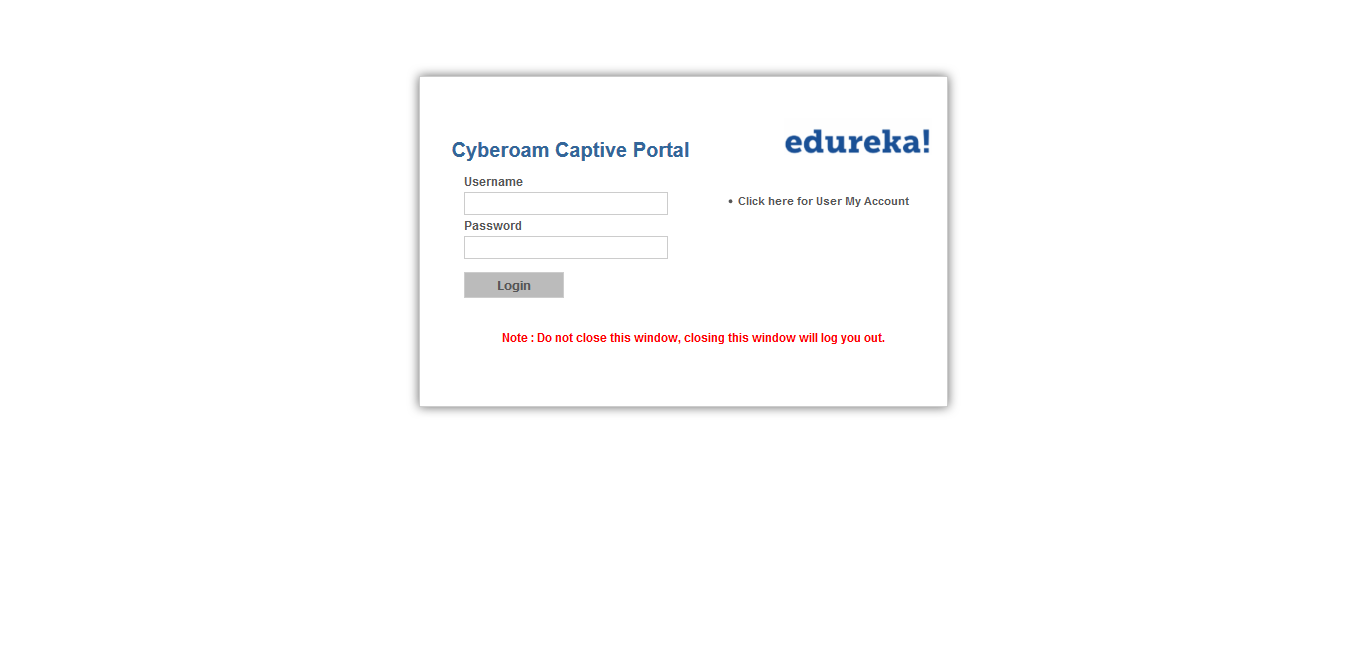 edureka!
Cyberoam Captive Portal
Username
• Click here for User My Account
Password
Login
Note : Do not close this window, closing this window will log you out.